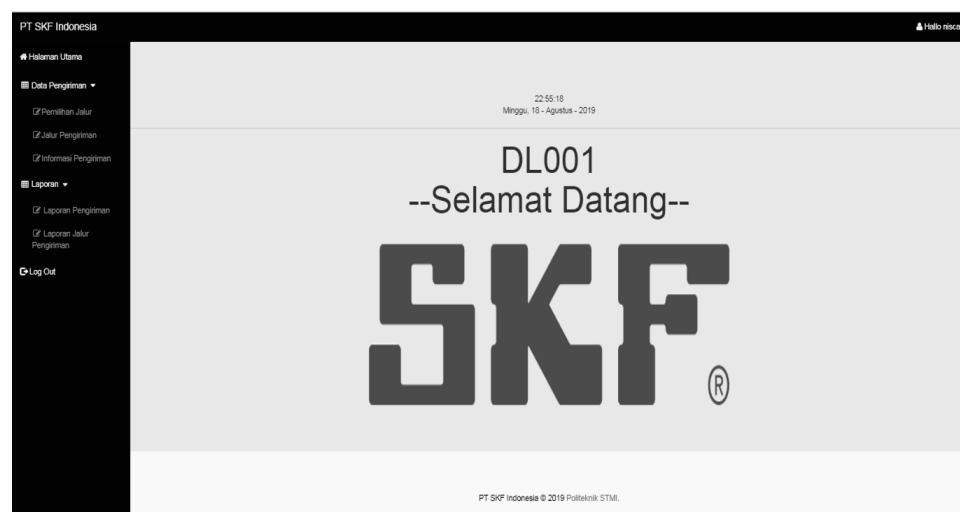 PT SKF Indonesia
Hallo nisca
Halaman Utama
Data Pengiriman
Pemilihan Jalur
Jalur Pengiriman
Informasi Pengiriman
Laporan
Laporan Pengiriman
Laporan Jalur
Pengiriman
Log Out
22:55:18
Minggu, 18 - Agustus - 2019
DL001
--Selamat Datang--
SKF®
PT SKF Indonesia © 2019 Politeknik STMI.